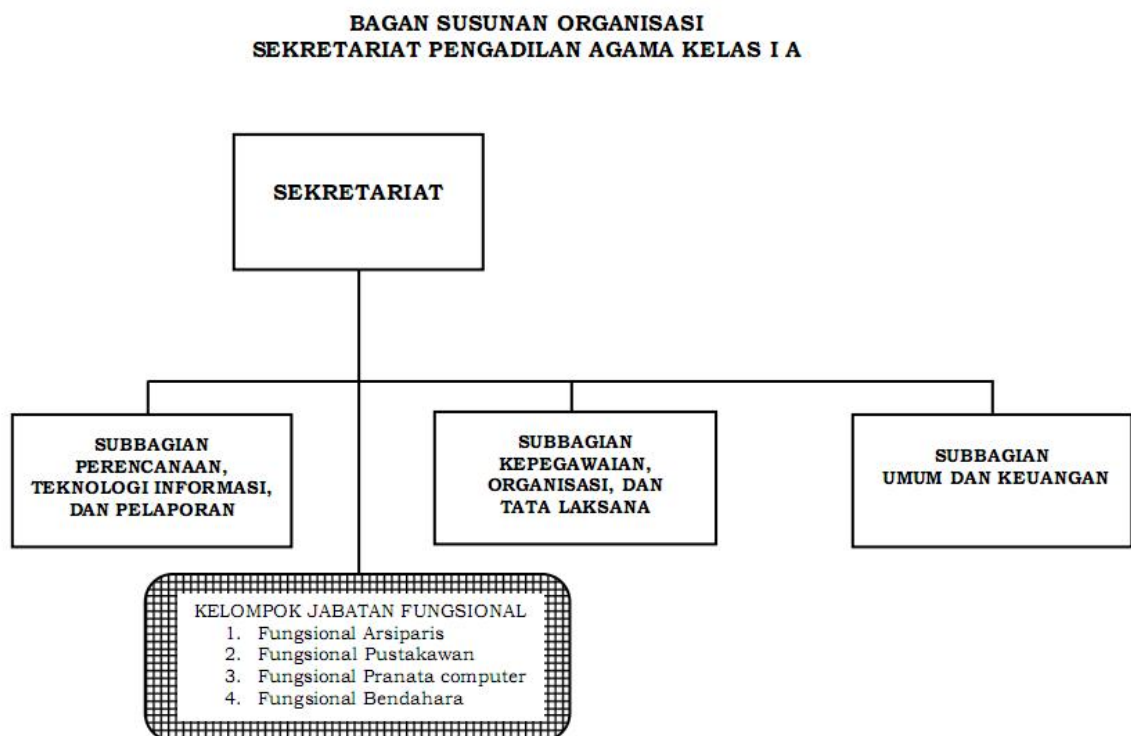 BAGAN SUSUNAN ORGANISASI
SEKRETARIAT PENGADILAN AGAMA KELAS I A
SEKRETARIAT
SUBBAGIAN
PERENCANAAN,
TEKNOLOGI INFORMASI,
DAN PELAPORAN
SUBBAGIAN
KEPEGAWAIAN,
ORGANISASI, DAN
TATA LAKSANA
SUBBAGIAN
UMUM DAN KEUANGAN
KELOMPOK JABATAN FUNGSIONAL
1. Fungsional Arsiparis
2. Fungsional Pustakawan
3. Fungsional Pranata computer
4. Fungsional Bendahara